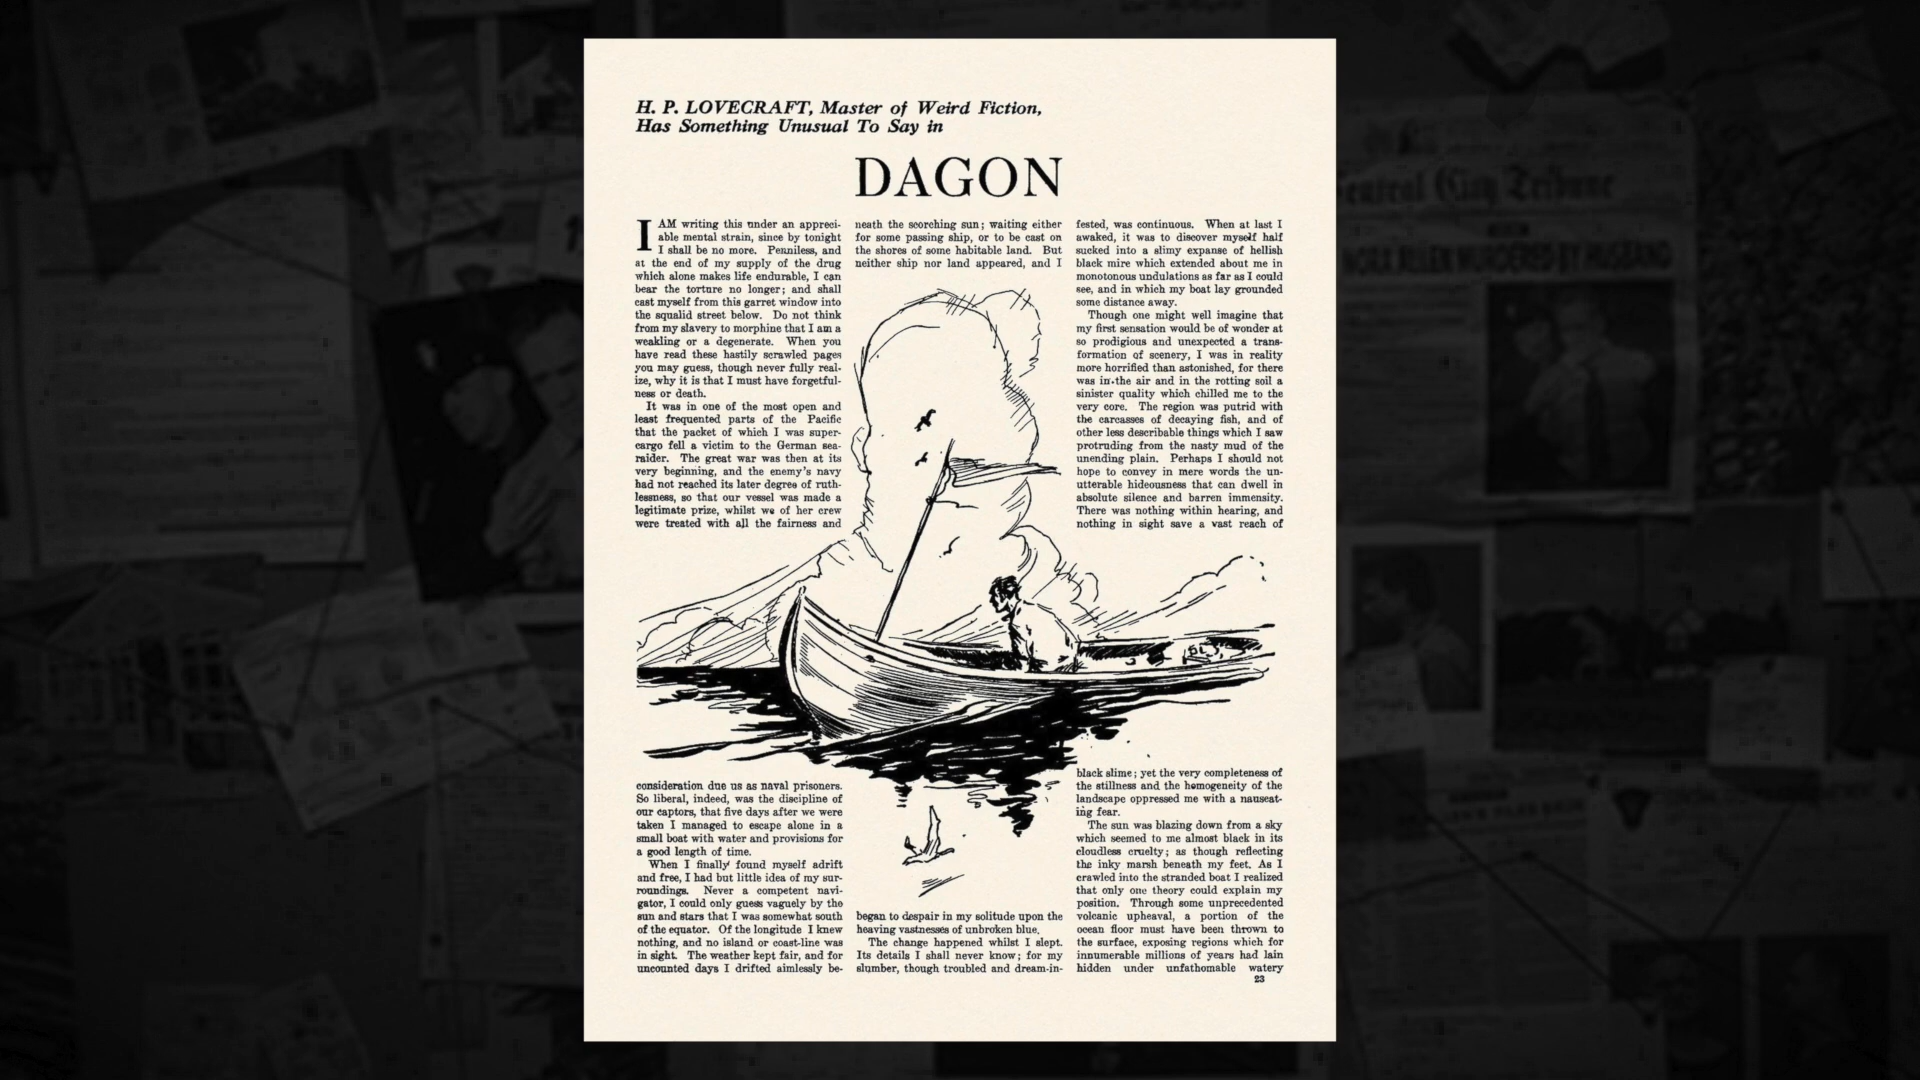 H. P. LOVECRAFT, Master of Weird Fiction,
Has Something Unusual To Say in
DAGON
I AM writing this under an appreci-
able mental strain, since by tonight
I shall be no more. Penniless, and
at the end of my supply of the drug
which alone makes life endurable, I can
bear the torture no longer; and shall
cast myself from this garret window into
the squalid street below. Do not think
from my slavery to morphine that I am a
weakling or a degenerate. When you
have read these hastily scrawled pages
you may guess, though never fully real-
ize, why it is that I must have forgetful-
ness or death.
It was in one of the most open and
least frequented parts of the Pacific
that the packet of which I was super-
cargo fell a victim to the German sea-
raider. The great war was then at its
very beginning, and the enemy's navy
had not reached its later degree of ruth-
lessness, so that our vessel was made a
legitimate prize, whilst we of her crew
were treated with all the fairness and
consideration due us as naval prisoners.
So liberal, indeed, was the discipline of
our captors, that five days after we were
taken I managed to escape alone in a
small boat with water and provisions for
a good length of time.
When I finally found myself adrift
and free, I had but little idea of my sur-
roundings. Never a competent navi-
gator, I could only guess vaguely by the
sun and stars that I was somewhat south
of the equator. Of the longitude I knew
nothing, and no island or coast-line was
in sight. The weather kept fair, and for
uncounted days I drifted aimlessly be-
neath the scorching sun; waiting either
for some passing ship, or to be cast on
the shores of some habitable land. But
neither ship nor land appeared, and I
began to despair in my solitude upon the
heaving vastnesses of unbroken blue.
The change happened whilst I slept.
Its details I shall never know; for my
slumber, though troubled and dream-in-
fested, was continuous. When at last I
awaked, it was to discover myself half
sucked into a slimy expanse of hellish
black mire which extended about me in
monotonous undulations as far as I could
see, and in which my boat lay grounded
some distance away.
Though one might well imagine that
my first sensation would be of wonder at
so prodigious and unexpected a trans-
formation of scenery, I was in reality
more horrified than astonished, for there
was in the air and in the rotting soil a
sinister quality which chilled me to the
very core. The region was putrid with
the carcasses of decaying fish, and of
other less describable things which I saw
protruding from the nasty mud of the
unending plain. Perhaps I should not
hope to convey in mere words the un-
utterable hideousness that can dwell in
absolute silence and barren immensity.
There was nothing within hearing, and
nothing in sight save a vast reach of
black slime; yet the very completeness of
the stillness and the homogeneity of the
landscape oppressed me with a nauseat-
ing fear.
The sun was blazing down from a sky
which seemed to me almost black in its
cloudless cruelty; as though reflecting
the inky marsh beneath my feet. As I
crawled into the stranded boat I realized
that only one theory could explain my
position. Through some unprecedented
volcanic upheaval, a portion of the
ocean floor must have been thrown to
the surface, exposing regions which for
innumerable millions of years had lain
hidden under unfathomable watery
23
Central City Tribune